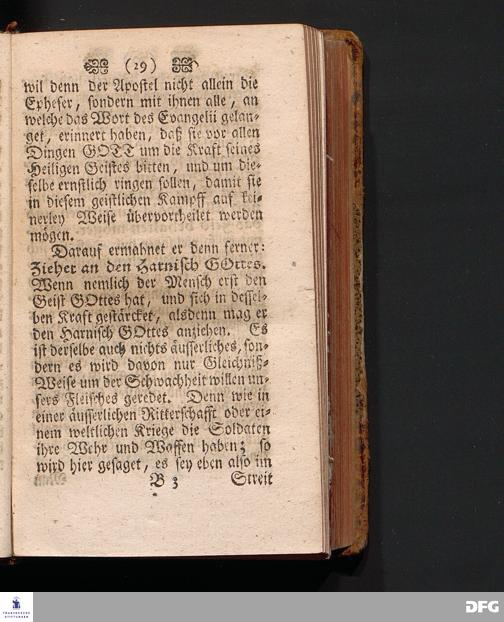 (29)
wil denn der Apostel nicht allein die
Epheser, sondern mit ihnen alle, an
welche das Wort des Evangelii gelan-
get, erinnert haben, daß sie vor allen
Dingen GOTT um die Kraft seines
Heiligen Geistes bitten, und um die-
selbe ernstlich ringen sollen, damit sie
in diesem geistlichen Kampff auf kei-
nerley Weise übervortheilet werden
mögen.
Darauf ermahnet er denn ferner:
Ziehet an den Harnisch GOttes.
Wenn nemlich der Mensch erst den
Geist GOttes hat, und sich in dessel-
ben Kraft gestärcket, alsdenn mag er
den Harnisch GOttes anziehen. Es
ist derselbe auch nichts äusserliches, son-
dern es wird davon nur Gleichniß-
Weise um der Schwachheit willen un-
sers Fleisches geredet. Denn wie in
einer äusserlichen Ritterschafft oder ei-
nem weltlichen Kriege die Soldaten
ihre Wehr und Waffen haben; so
wird hier gesaget, es sey eben also im
B 3 Streit
FRANCKESCHE
STIFTUNGEN
DFG